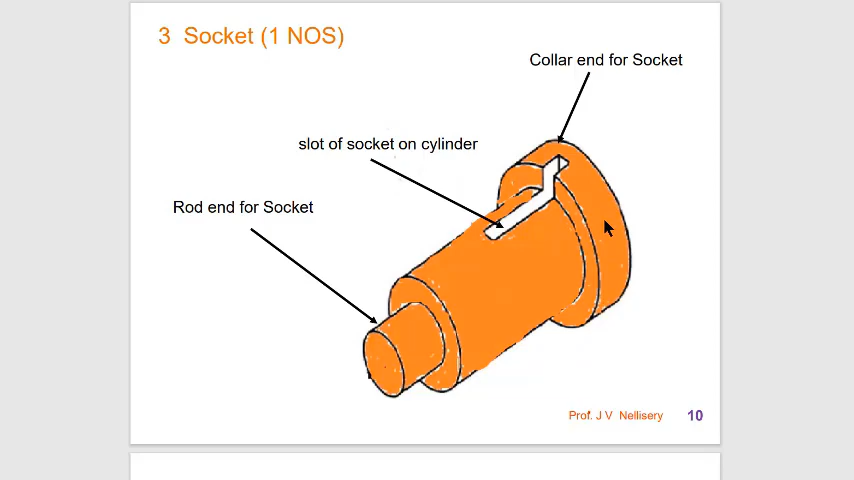 3 Socket (1 NOS)
Collar end for Socket
slot of socket on cylinder
Rod end for Socket
Prof. J V Nellisery
10